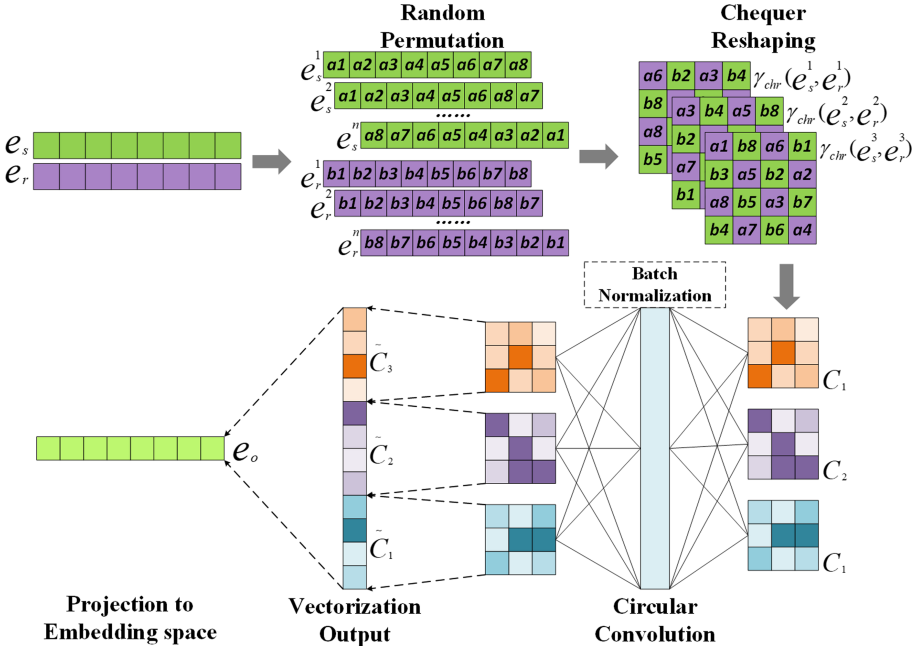 Random
Permutation
Chequer
Reshaping
e_s
e_r
e_s^1 a1 a2 a3 a4 a5 a6 a7 a8
e_s^2 a1 a2 a3 a4 a5 a6 a8 a7
......
e_s^n a8 a7 a6 a5 a4 a3 a2 a1
e_r^1 b1 b2 b3 b4 b5 b6 b7 b8
e_r^2 b1 b2 b3 b4 b5 b6 b8 b7
......
e_r^n b8 b7 b6 b5 b4 b3 b2 b1
a6 b2 a3 b4 γ_chr(e_s^1, e_r^1)
b8
a8
b5
a3 b4 a5 b8 γ_chr(e_s^2, e_r^2)
b2
a7
b1
a1 b8 a6 b1 γ_chr(e_s^3, e_r^3)
b3 a5 b2 a2
a8 b5 a3 b7
b4 a7 b6 a4
Batch
Normalization
C̃_3
C̃_2
C̃_1
C_1
C_2
C_1
e_o
Projection to
Embedding space
Vectorization
Output
Circular
Convolution